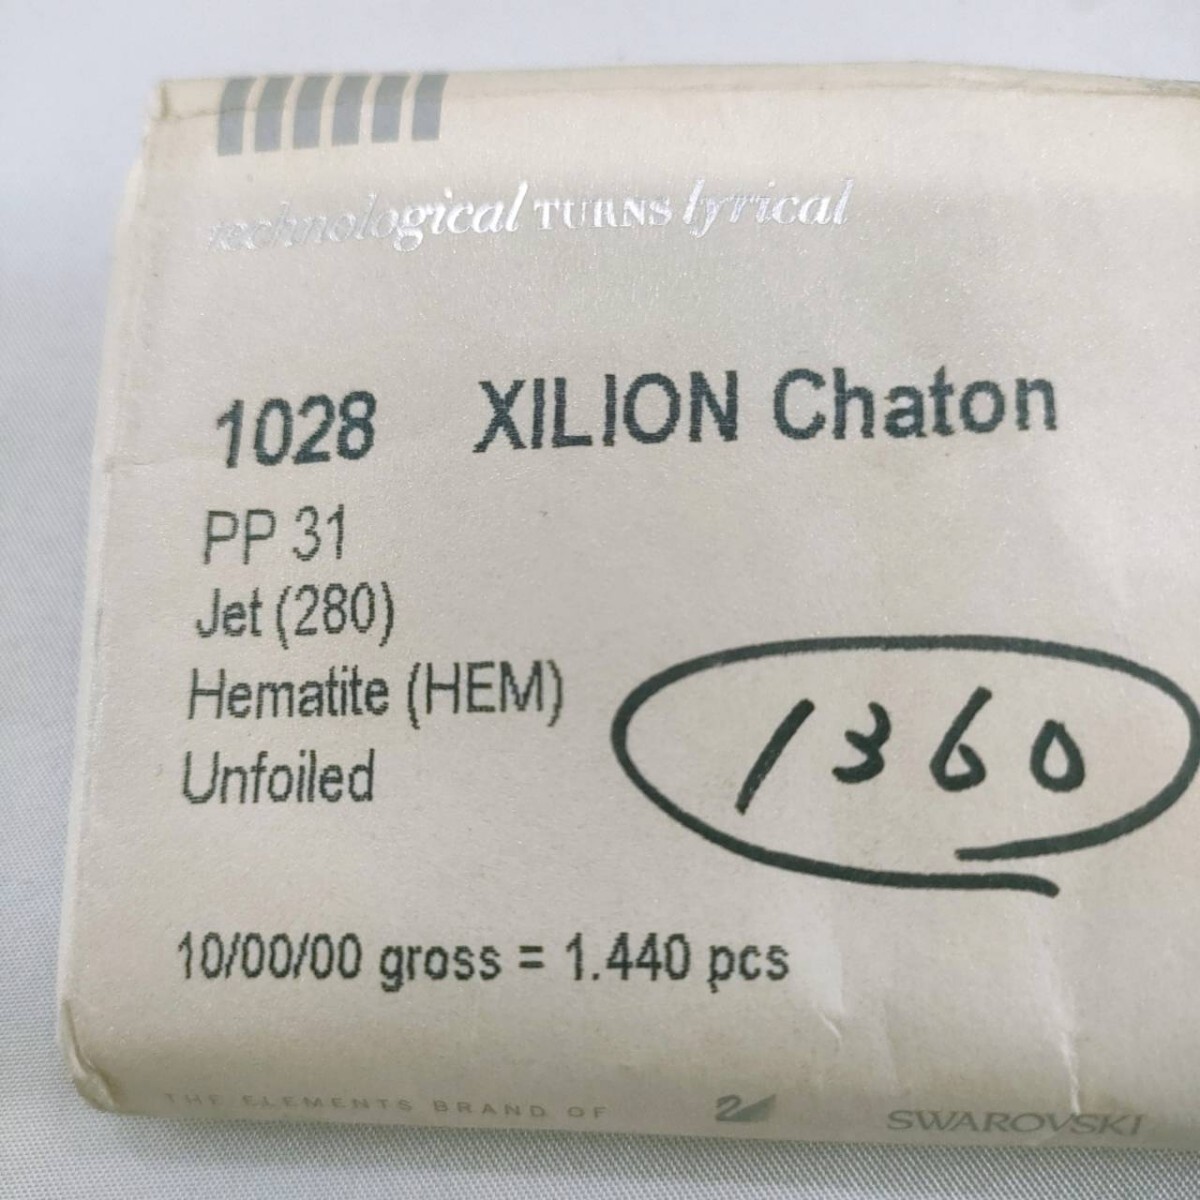 technological TURNS lyrical
1028 XILION Chaton
PP 31
Jet (280)
Hematite (HEM)
Unfoiled
1360
10/00/00 gross = 1.440 pcs
THE ELEMENTS BRAND OF SWAROVSKI